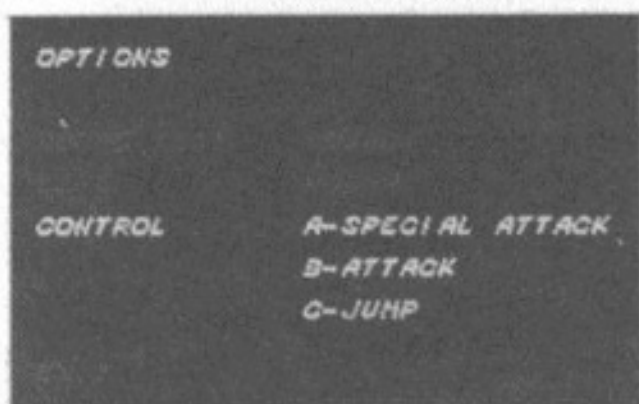 OPTIONS
CONTROL A-SPECIAL ATTACK
B-ATTACK
C-JUMP